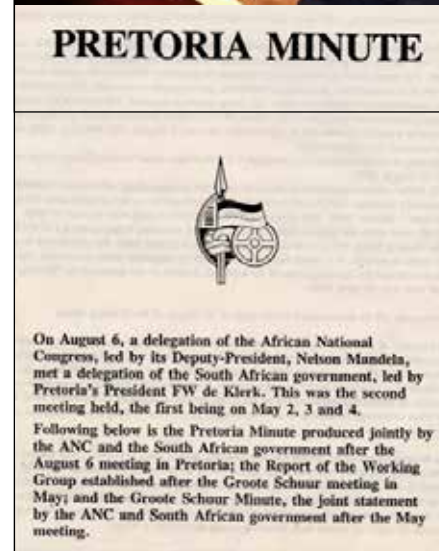 PRETORIA MINUTE
On August 6, a delegation of the African National
Congress, led by its Deputy-President, Nelson Mandela,
met a delegation of the South African government, led by
Pretoria's President FW de Klerk. This was the second
meeting held, the first being on May 2, 3 and 4.
Following below is the Pretoria Minute produced jointly by
the ANC and the South African government after the
August 6 meeting in Pretoria; the Report of the Working
Group established after the Groote Schuur meeting in
May; and the Groote Schuur Minute, the joint statement
by the ANC and South African government after the May
meeting.